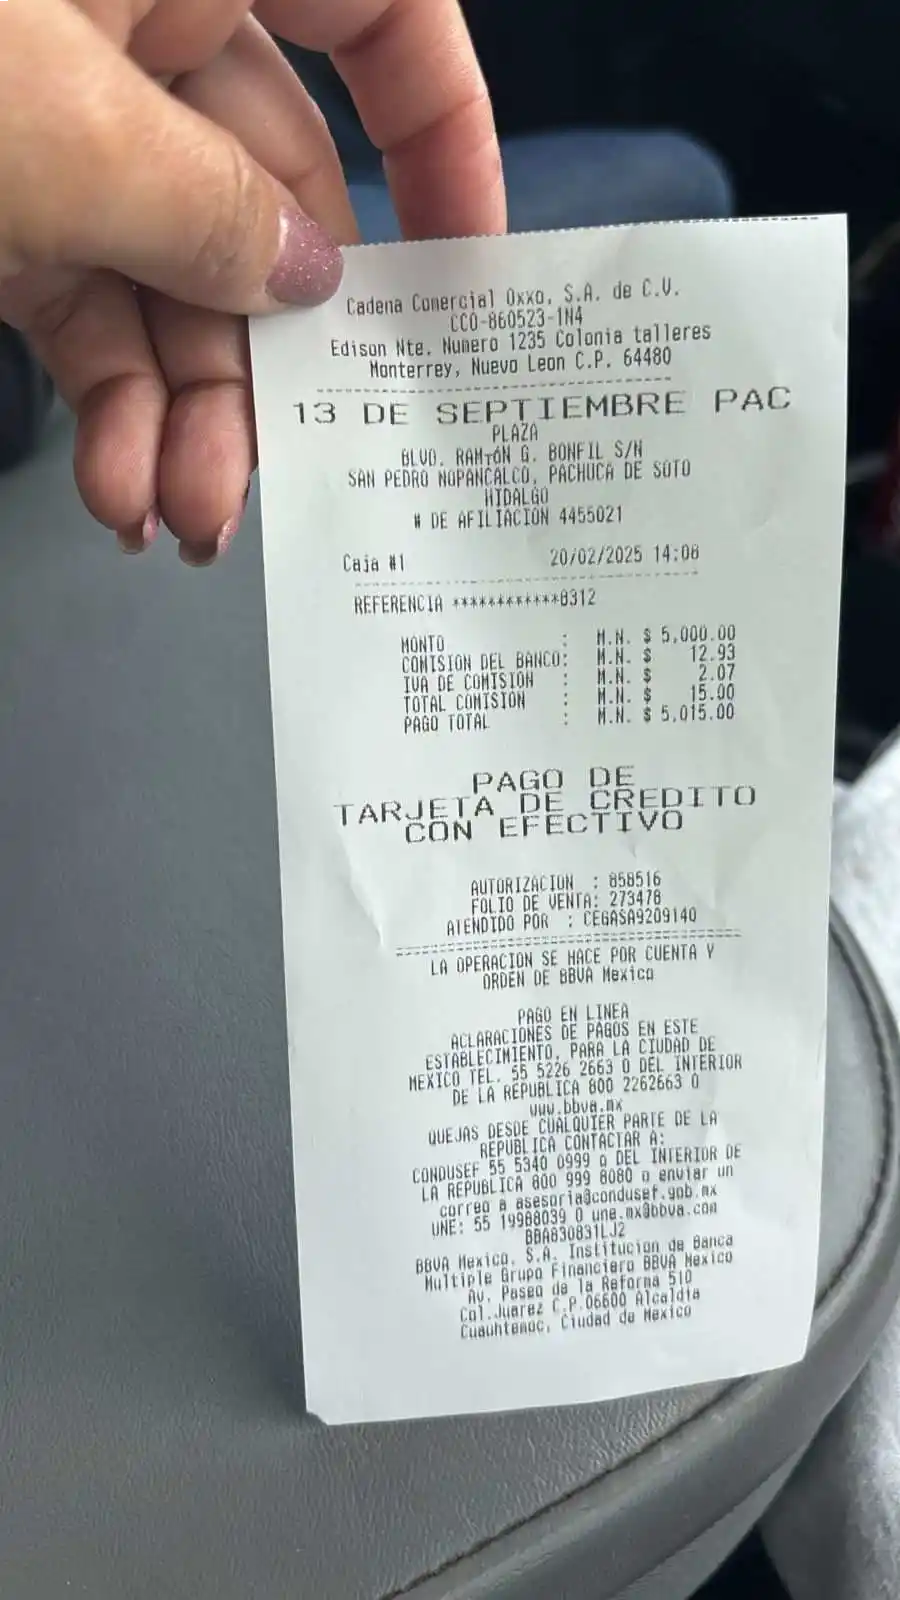 Cadena Comercial Oxxo, S.A. de C.V.
CCO-860523-1N4
Edison Nte. Numero 1235 Colonia talleres
Monterrey, Nuevo Leon C.P. 64480
13 DE SEPTIEMBRE PAC
PLAZA
BLVD. RAMτóN G. BONFIL S/N
SAN PEDRO NOPANCALCO, PACHUCA DE SOTO
HIDALGO
# DE AFILIACION 4455021
Caja #1 20/02/2025 14:08
REFERENCIA ************8312
MONTO : M.N. $ 5,000.00
COMISION DEL BANCO: M.N. $ 12.93
IVA DE COMISION : M.N. $ 2.07
TOTAL COMISION : M.N. $ 15.00
PAGO TOTAL : M.N. $ 5,015.00
PAGO DE
TARJETA DE CREDITO
CON EFECTIVO
AUTORIZACION : 858516
FOLIO DE VENTA: 273478
ATENDIDO POR : CEGASA9209140
LA OPERACION SE HACE POR CUENTA Y
ORDEN DE BBVA Mexico
PAGO EN LINEA
ACLARACIONES DE PAGOS EN ESTE
ESTABLECIMIENTO, PARA LA CIUDAD DE
MEXICO TEL. 55 5226 2663 O DEL INTERIOR
DE LA REPUBLICA 800 2262663 O
www.bbva.mx
QUEJAS DESDE CUALQUIER PARTE DE LA
REPUBLICA CONTACTAR A:
CONDUSEF 55 5340 0999 o DEL INTERIOR DE
LA REPUBLICA 800 999 8080 o enviar un
correo a asesoria@condusef.gob.mx
UNE: 55 19988039 O une.mx@bbva.com
BBA830831LJ2
BBVA Mexico, S.A. Institucion de Banca
Multiple Grupo Financiero BBVA Mexico
Av. Paseo de la Reforma 510
Col.Juarez C.P.06600 Alcaldia
Cuauhtemoc, Ciudad de Mexico